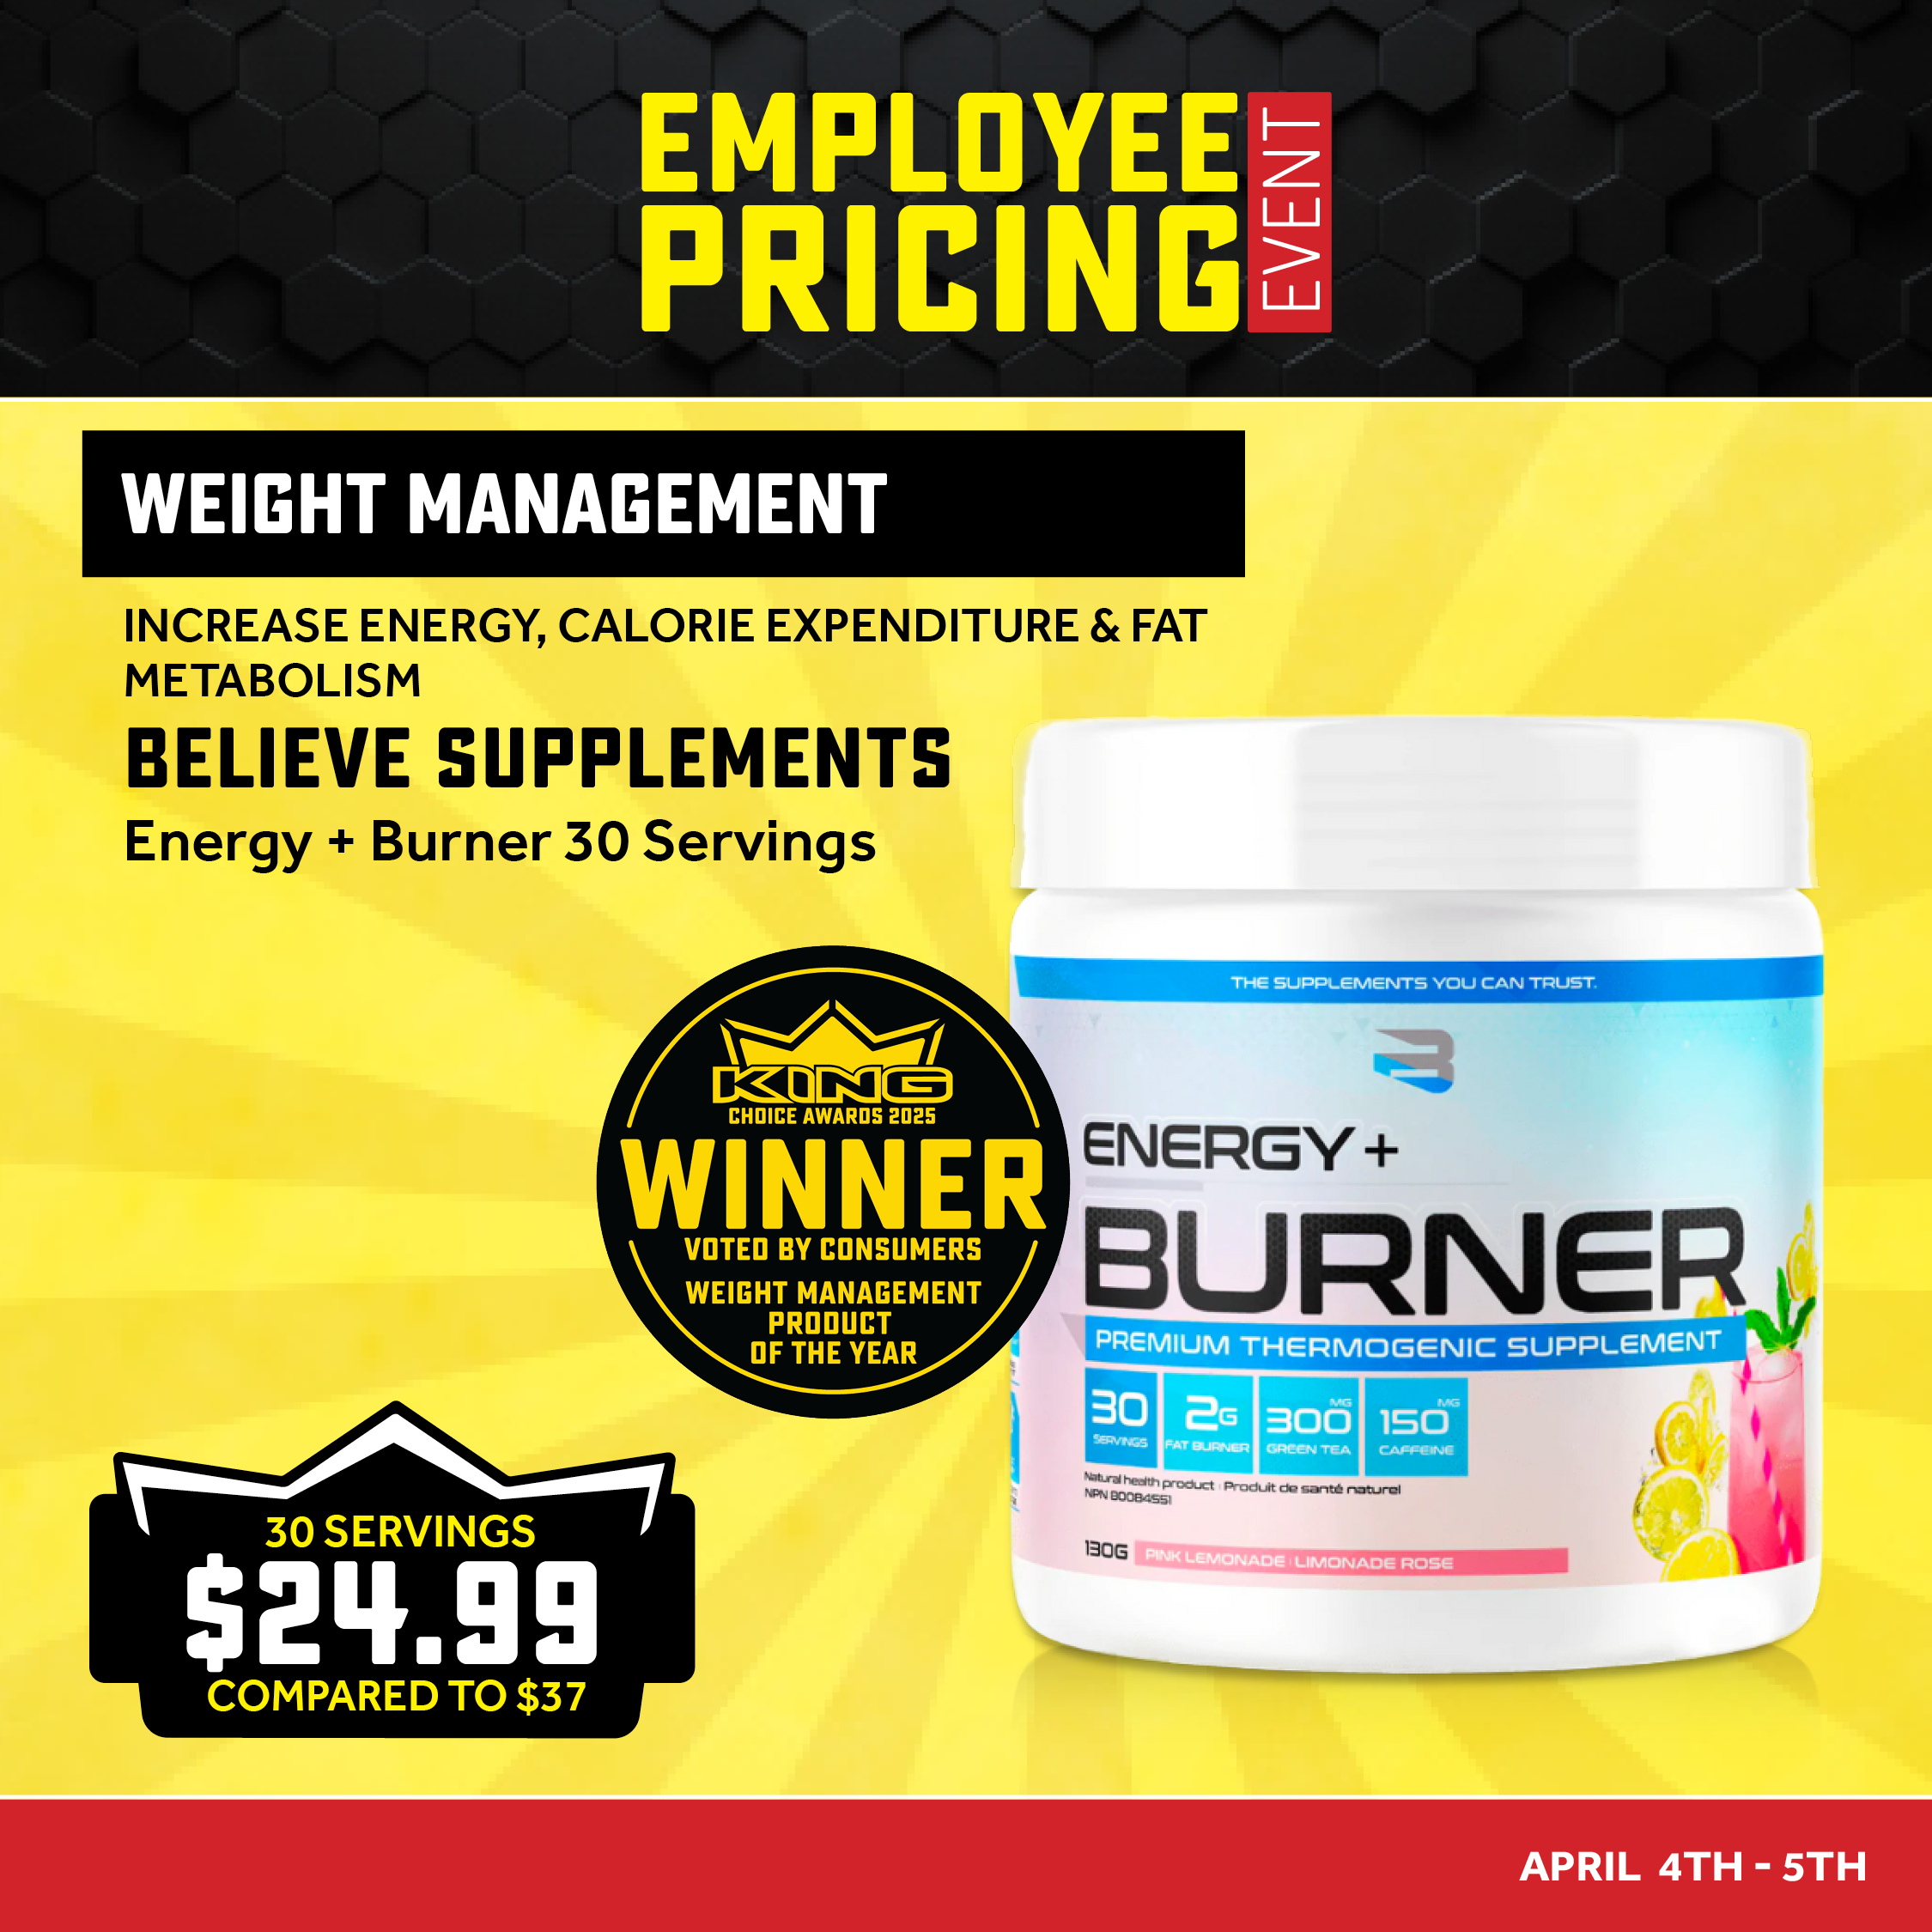 EMPLOYEE
PRICING
EVENT
WEIGHT MANAGEMENT
INCREASE ENERGY, CALORIE EXPENDITURE & FAT
METABOLISM
BELIEVE SUPPLEMENTS
Energy + Burner 30 Servings
KING
CHOICE AWARDS 2025
WINNER
VOTED BY CONSUMERS
WEIGHT MANAGEMENT
PRODUCT
OF THE YEAR
THE SUPPLEMENTS YOU CAN TRUST.
B
ENERGY +
BURNER
PREMIUM THERMOGENIC SUPPLEMENT
30 SERVINGS
2G FAT BURNER
300 MG GREEN TEA
150 MG CAFFEINE
Natural health product | Produit de santé naturel
NPN 80084551
130G PINK LEMONADE | LIMONADE ROSE
30 SERVINGS
$24.99
COMPARED TO $37
APRIL 4TH - 5TH